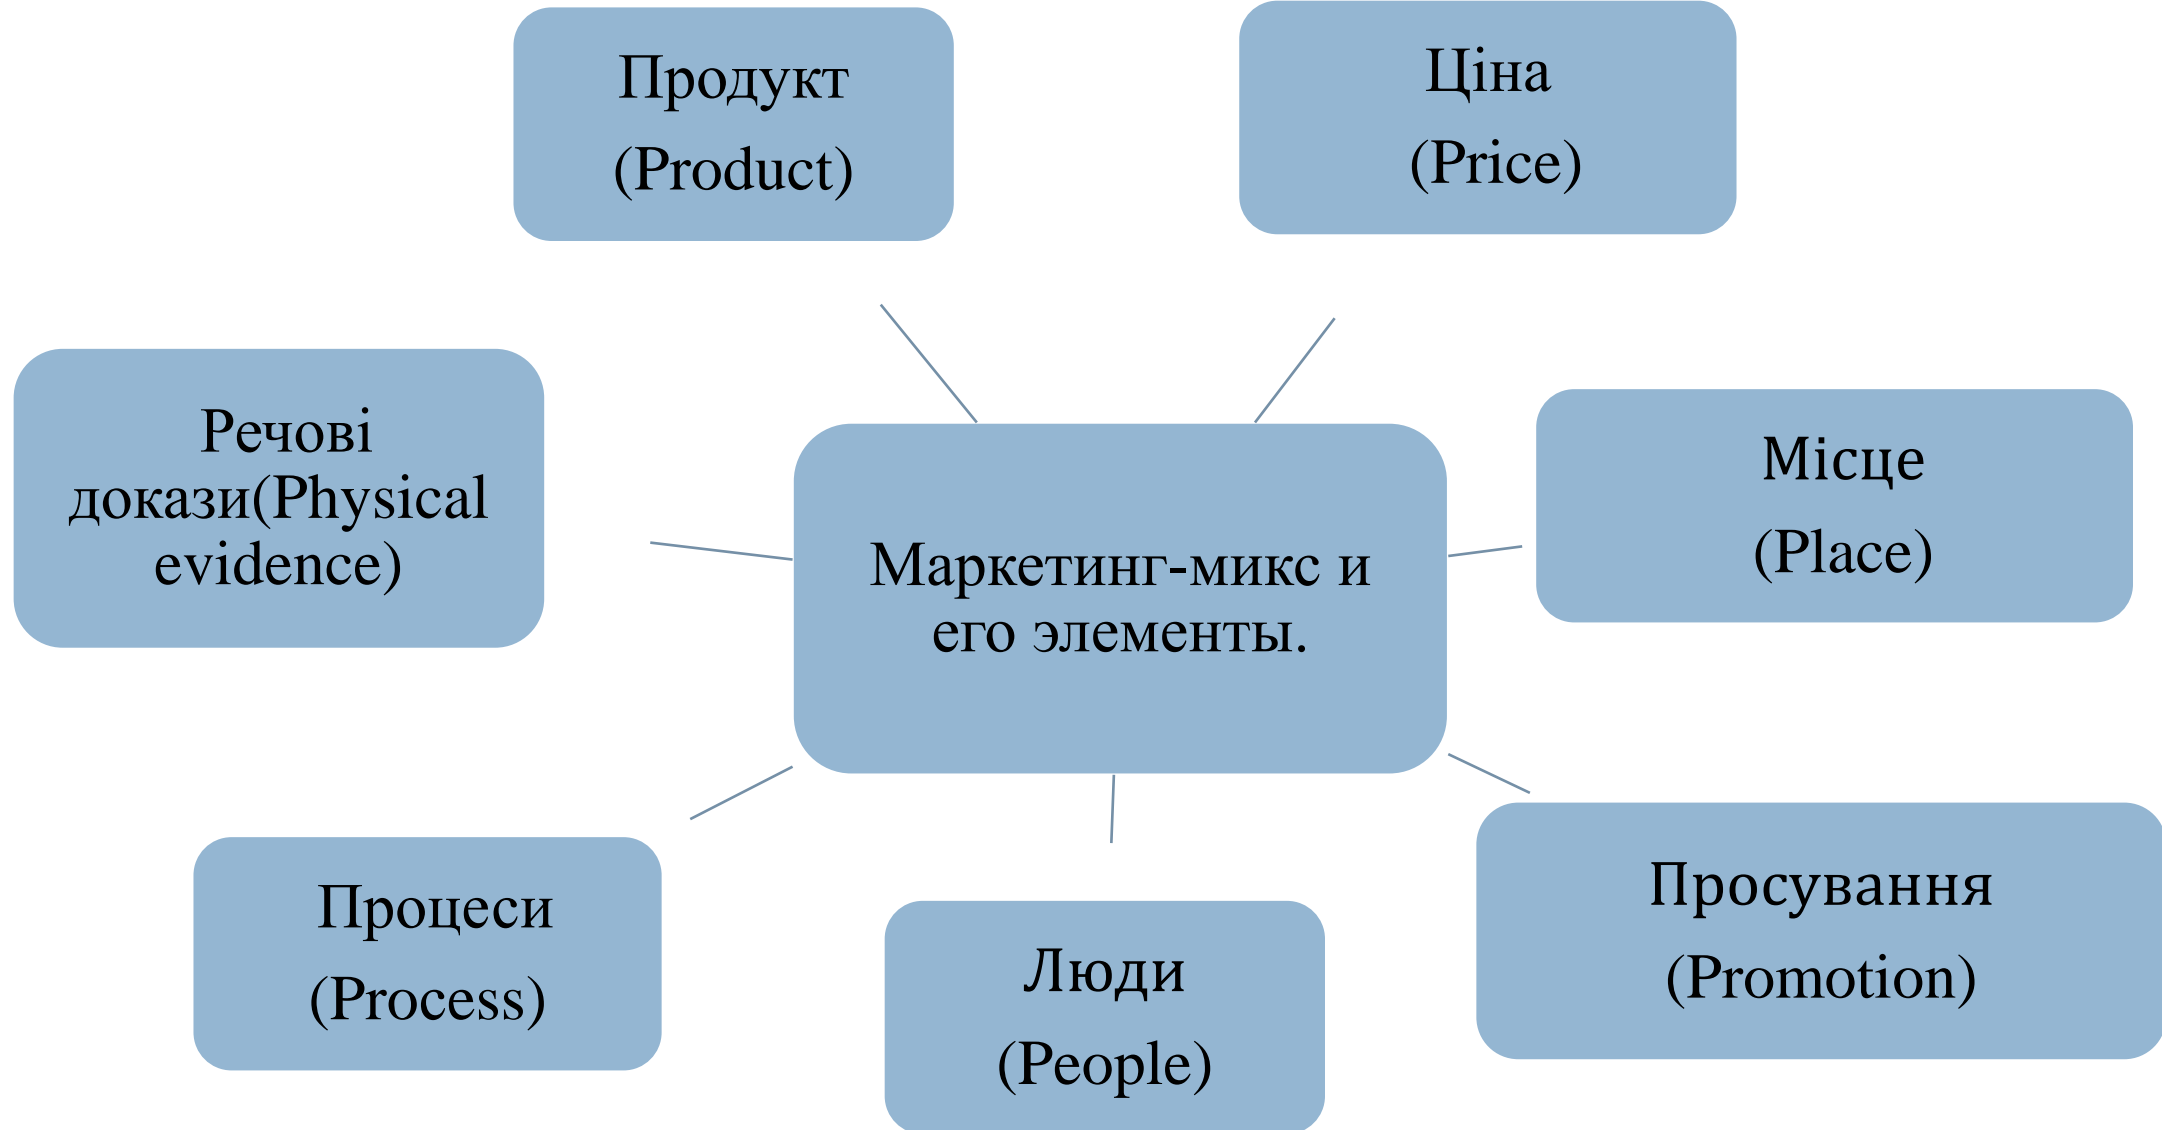 Продукт
(Product)
Ціна
(Price)
Речові
докази(Physical
evidence)
Маркетинг-микс и
его элементы.
Місце
(Place)
Процеси
(Process)
Люди
(People)
Просування
(Promotion)